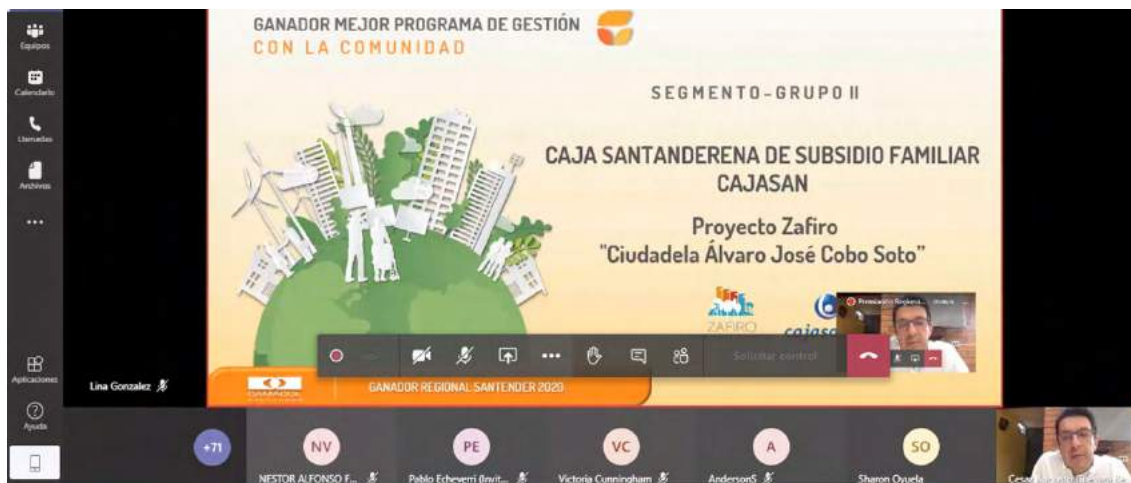 Equipos
Calendario
Llamadas
Archivos
Aplicaciones
Ayuda
GANADOR MEJOR PROGRAMA DE GESTIÓN
CON LA COMUNIDAD
SEGMENTO-GRUPO II
CAJA SANTANDERENA DE SUBSIDIO FAMILIAR
CAJASAN
Proyecto Zafiro
"Ciudadela Álvaro José Cobo Soto"
ZAFIRO
Premiación Regional...
Solicitar control
Lina Gonzalez
GANADOR REGIONAL SANTENDER 2020
+71
NV
PE
VC
A
SO
NESTOR ALFONSO F...
Pablo Echeverri (Invit...
Victoria Cunningham
AndersonS
Sharon Oyuela